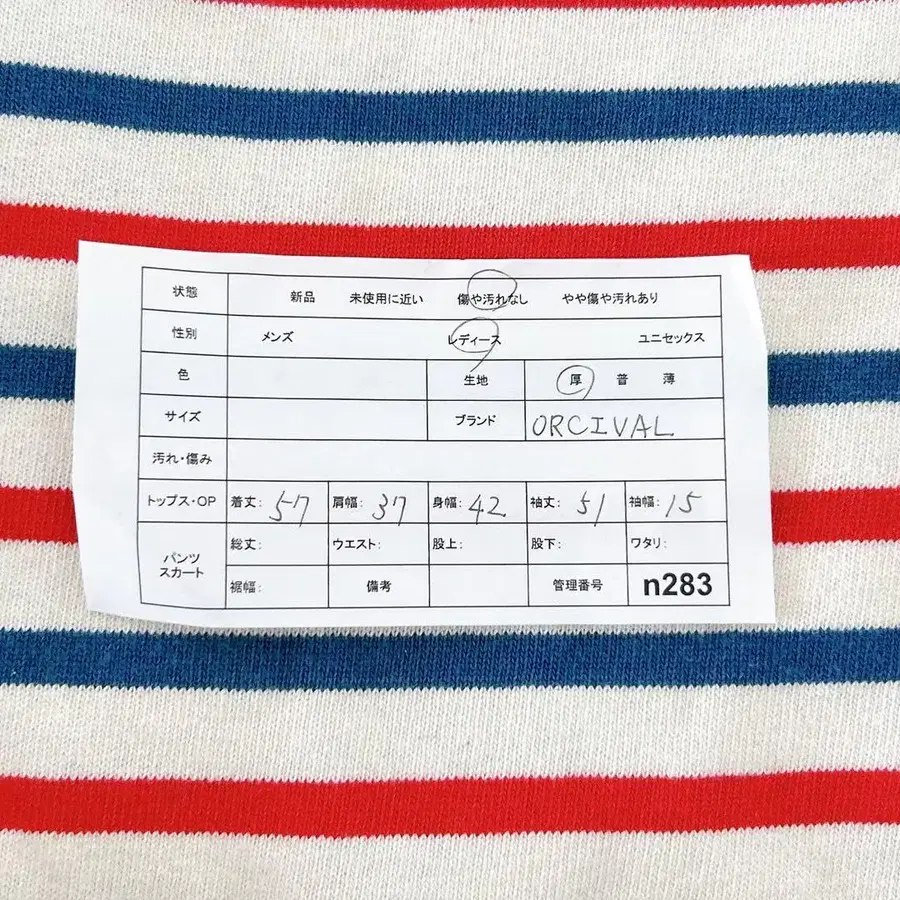 状態 新品 未使用に近い 傷や汚れなし やや傷や汚れあり
性別 メンズ レディース ユニセックス
色 生地 厚 普 薄
サイズ ブランド ORCIVAL
汚れ・傷み
トップス・OP 着丈: 57 肩幅: 37 身幅: 42 袖丈: 51 袖幅: 15
パンツ スカート 総丈: ウエスト: 股上: 股下: ワタリ:
裾幅: 備考 管理番号 n283